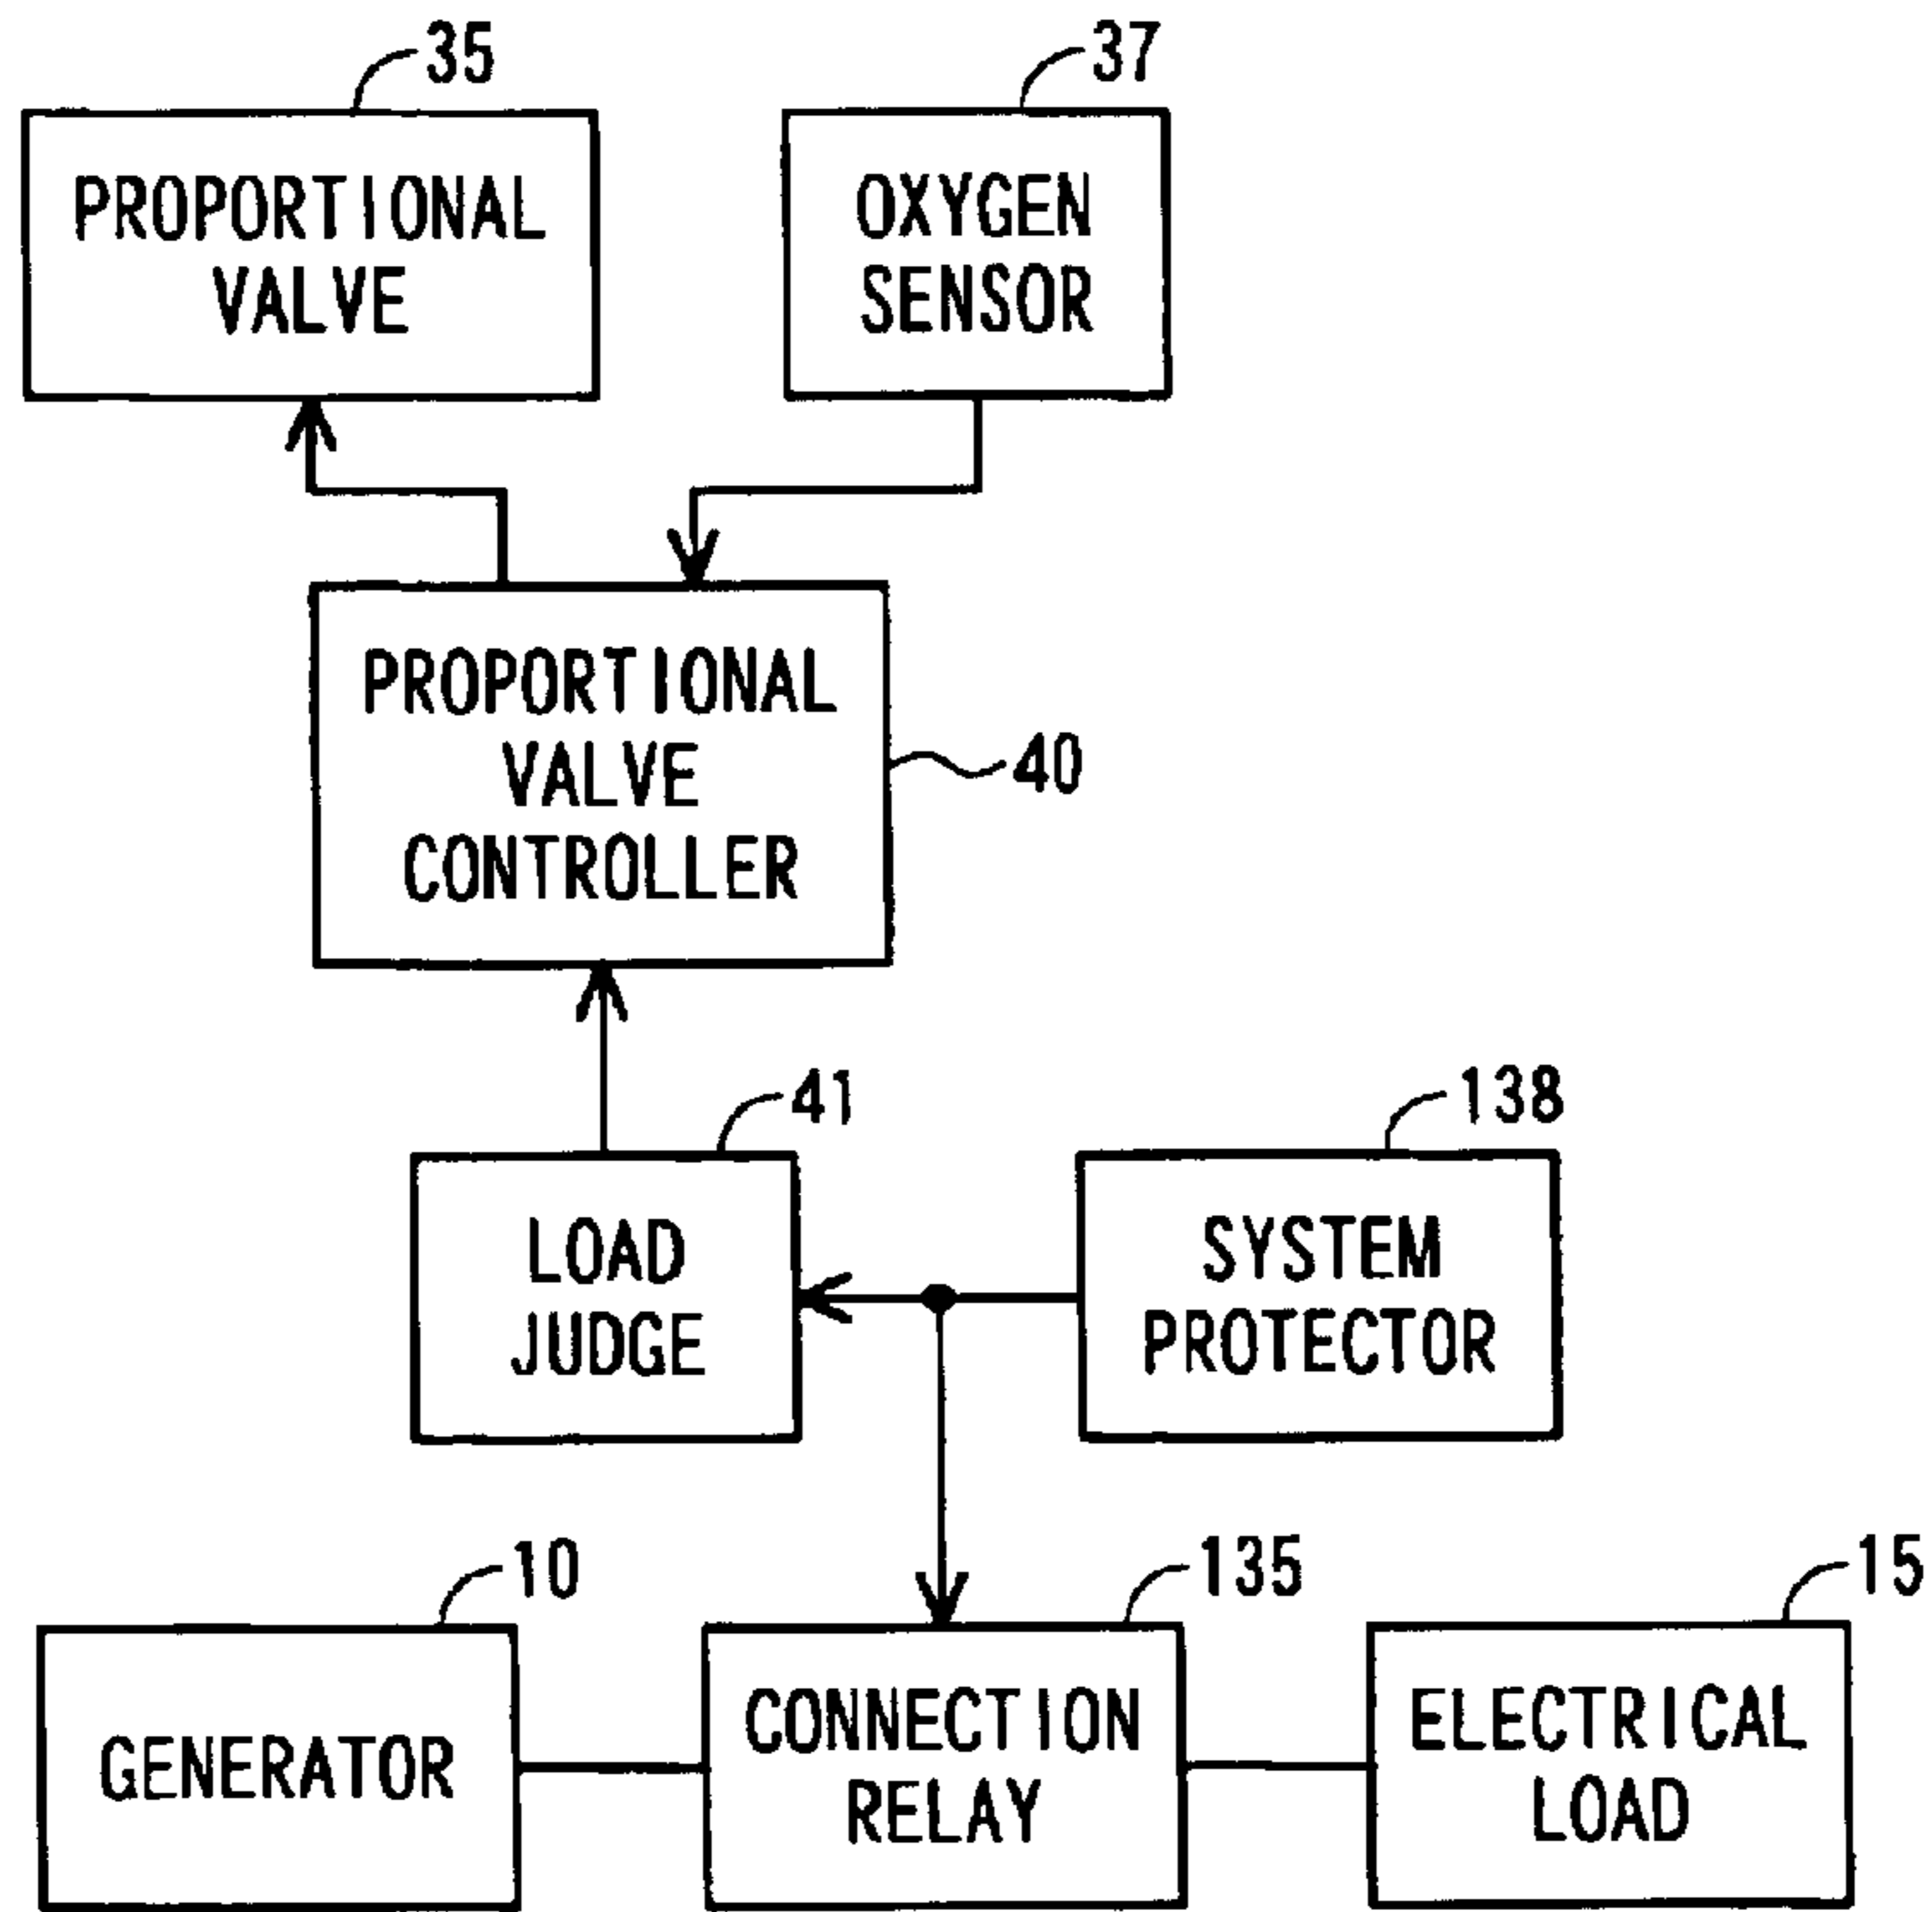 35
37
PROPORTIONAL
VALVE
OXYGEN
SENSOR
PROPORTIONAL
VALVE
CONTROLLER
40
41
138
LOAD
JUDGE
SYSTEM
PROTECTOR
10
135
15
GENERATOR
CONNECTION
RELAY
ELECTRICAL
LOAD